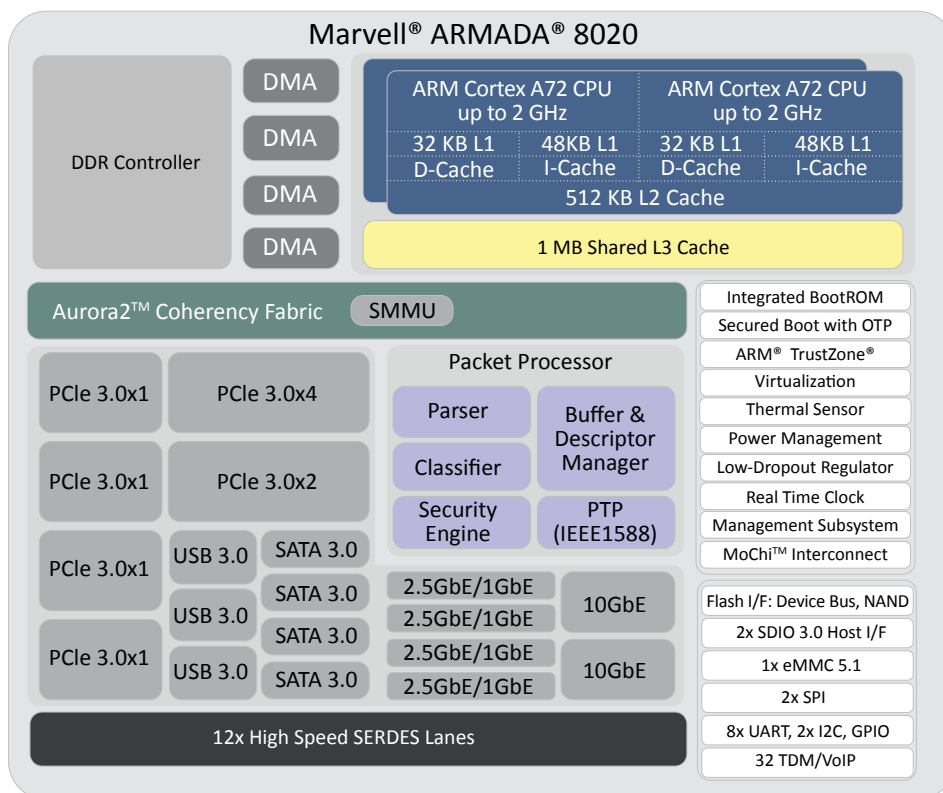 Marvell® ARMADA® 8020
DDR Controller
DMA
DMA
DMA
DMA
ARM Cortex A72 CPU
up to 2 GHz
32 KB L1
D-Cache
48KB L1
I-Cache
ARM Cortex A72 CPU
up to 2 GHz
32 KB L1
D-Cache
48KB L1
I-Cache
512 KB L2 Cache
1 MB Shared L3 Cache
Aurora2™ Coherency Fabric
SMMU
PCIe 3.0x1
PCIe 3.0x4
PCIe 3.0x1
PCIe 3.0x2
PCIe 3.0x1
PCIe 3.0x1
USB 3.0
USB 3.0
USB 3.0
SATA 3.0
SATA 3.0
SATA 3.0
SATA 3.0
Packet Processor
Parser
Classifier
Security
Engine
Buffer &
Descriptor
Manager
PTP
(IEEE1588)
2.5GbE/1GbE
2.5GbE/1GbE
2.5GbE/1GbE
2.5GbE/1GbE
10GbE
10GbE
12x High Speed SERDES Lanes
Integrated BootROM
Secured Boot with OTP
ARM® TrustZone®
Virtualization
Thermal Sensor
Power Management
Low-Dropout Regulator
Real Time Clock
Management Subsystem
MoChi™ Interconnect
Flash I/F: Device Bus, NAND
2x SDIO 3.0 Host I/F
1x eMMC 5.1
2x SPI
8x UART, 2x I2C, GPIO
32 TDM/VoIP